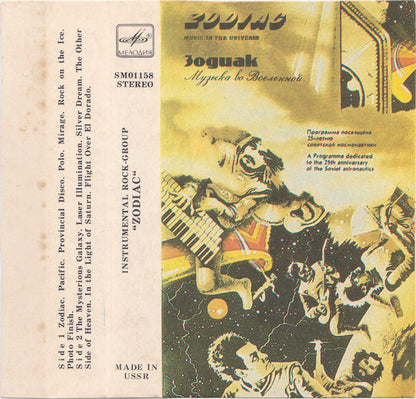 МЕЛОДИЯ
SM01158
STEREO
INSTRUMENTAL ROCK-GROUP
"ZODIAC"
MADE IN
USSR
Side 1 Zodiac. Pacific. Provincial Disco. Polo. Mirage. Rock on the Ice.
Photo Finish.
Side 2 The Mysterious Galaxy. Laser Illumination. Silver Dream. The Other
Side of Heaven. In the Light of Saturn. Flight Over El Dorado.
ZODIAC
MUSIC IN THE UNIVERSE
Зодиак
Музыка во Вселенной
Программа посвящена
25-летию
советской космонавтики
A Programme dedicated
to the 25th anniversary
of the Soviet astronautics